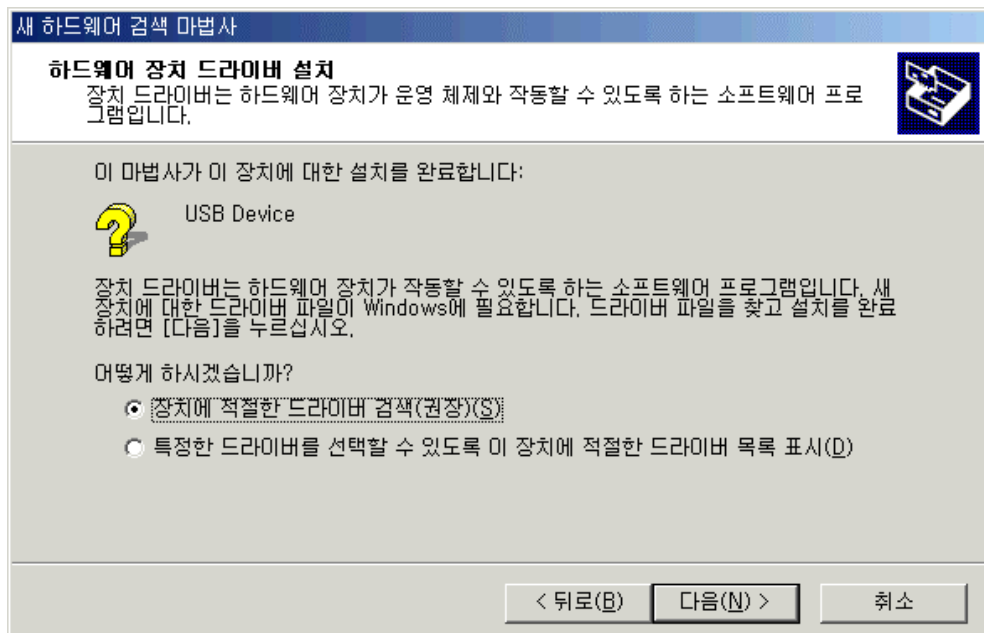 새 하드웨어 검색 마법사
하드웨어 장치 드라이버 설치
장치 드라이버는 하드웨어 장치가 운영 체제와 작동할 수 있도록 하는 소프트웨어 프로
그램입니다.
이 마법사가 이 장치에 대한 설치를 완료합니다:
USB Device
장치 드라이버는 하드웨어 장치가 작동할 수 있도록 하는 소프트웨어 프로그램입니다. 새
장치에 대한 드라이버 파일이 Windows에 필요합니다. 드라이버 파일을 찾고 설치를 완료
하려면 [다음]을 누르십시오.
어떻게 하시겠습니까?
장치에 적절한 드라이버 검색(권장)(S)
특정한 드라이버를 선택할 수 있도록 이 장치에 적절한 드라이버 목록 표시(D)
< 뒤로(B) 다음(N) > 취소